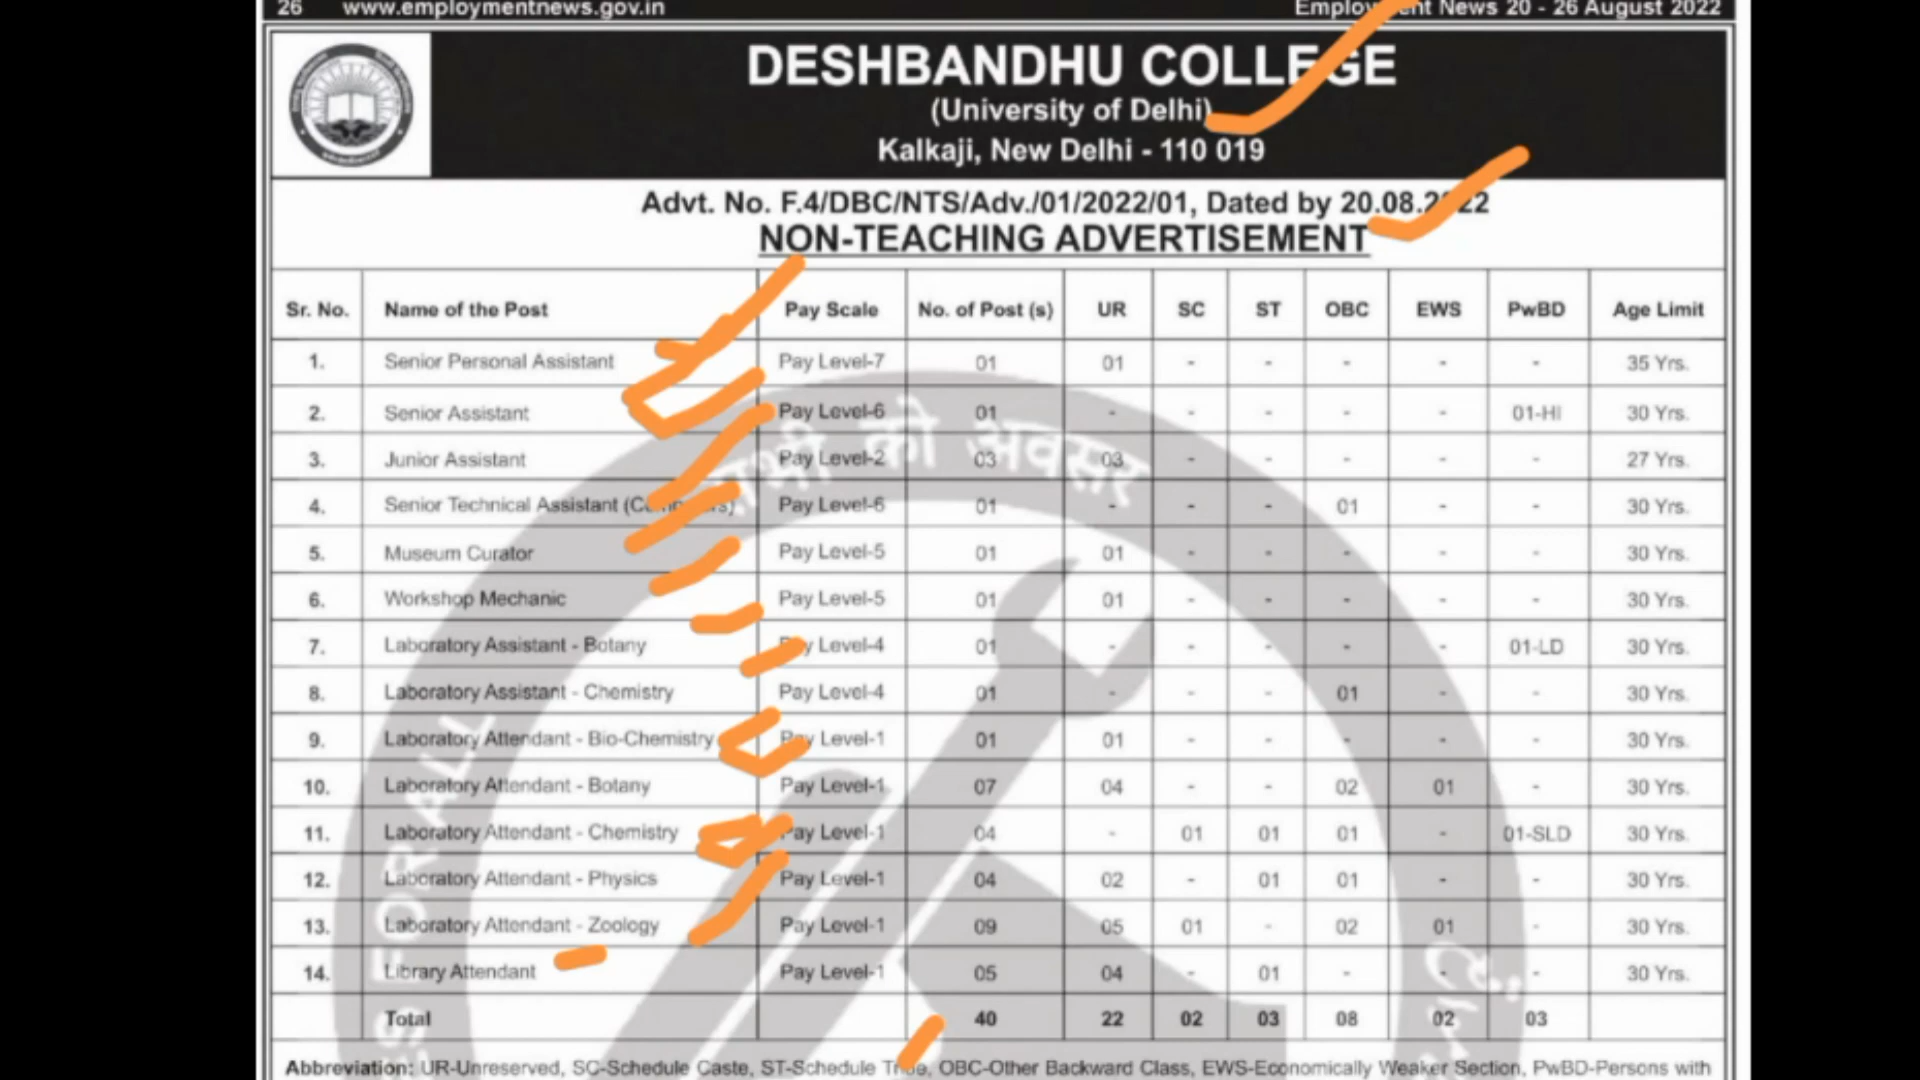 26 www.employmentnews.gov.in Employment News 20 - 26 August 2022
DESHBANDHU COLLEGE
(University of Delhi)
Kalkaji, New Delhi - 110 019
Advt. No. F.4/DBC/NTS/Adv./01/2022/01, Dated by 20.08.2022
NON-TEACHING ADVERTISEMENT
Sr. No. Name of the Post Pay Scale No. of Post (s) UR SC ST OBC EWS PwBD Age Limit
1. Senior Personal Assistant Pay Level-7 01 01 - - - - - 35 Yrs.
2. Senior Assistant Pay Level-6 01 - - - - - 01-HI 30 Yrs.
3. Junior Assistant Pay Level-2 03 03 - - - - - 27 Yrs.
4. Senior Technical Assistant (Computers) Pay Level-6 01 - - - 01 - - 30 Yrs.
5. Museum Curator Pay Level-5 01 01 - - - - - 30 Yrs.
6. Workshop Mechanic Pay Level-5 01 01 - - - - - 30 Yrs.
7. Laboratory Assistant - Botany Pay Level-4 01 - - - - - 01-LD 30 Yrs.
8. Laboratory Assistant - Chemistry Pay Level-4 01 - - - 01 - - 30 Yrs.
9. Laboratory Attendant - Bio-Chemistry Pay Level-1 01 01 - - - - - 30 Yrs.
10. Laboratory Attendant - Botany Pay Level-1 07 04 - - 02 01 - 30 Yrs.
11. Laboratory Attendant - Chemistry Pay Level-1 04 - 01 01 01 - 01-SLD 30 Yrs.
12. Laboratory Attendant - Physics Pay Level-1 04 02 - 01 01 - - 30 Yrs.
13. Laboratory Attendant - Zoology Pay Level-1 09 05 01 - 02 01 - 30 Yrs.
14. Library Attendant Pay Level-1 05 04 - 01 - - - 30 Yrs.
Total 40 22 02 03 08 02 03
Abbreviation: UR-Unreserved, SC-Schedule Caste, ST-Schedule Tribe, OBC-Other Backward Class, EWS-Economically Weaker Section, PwBD-Persons with
को अवसर
FOR ALL